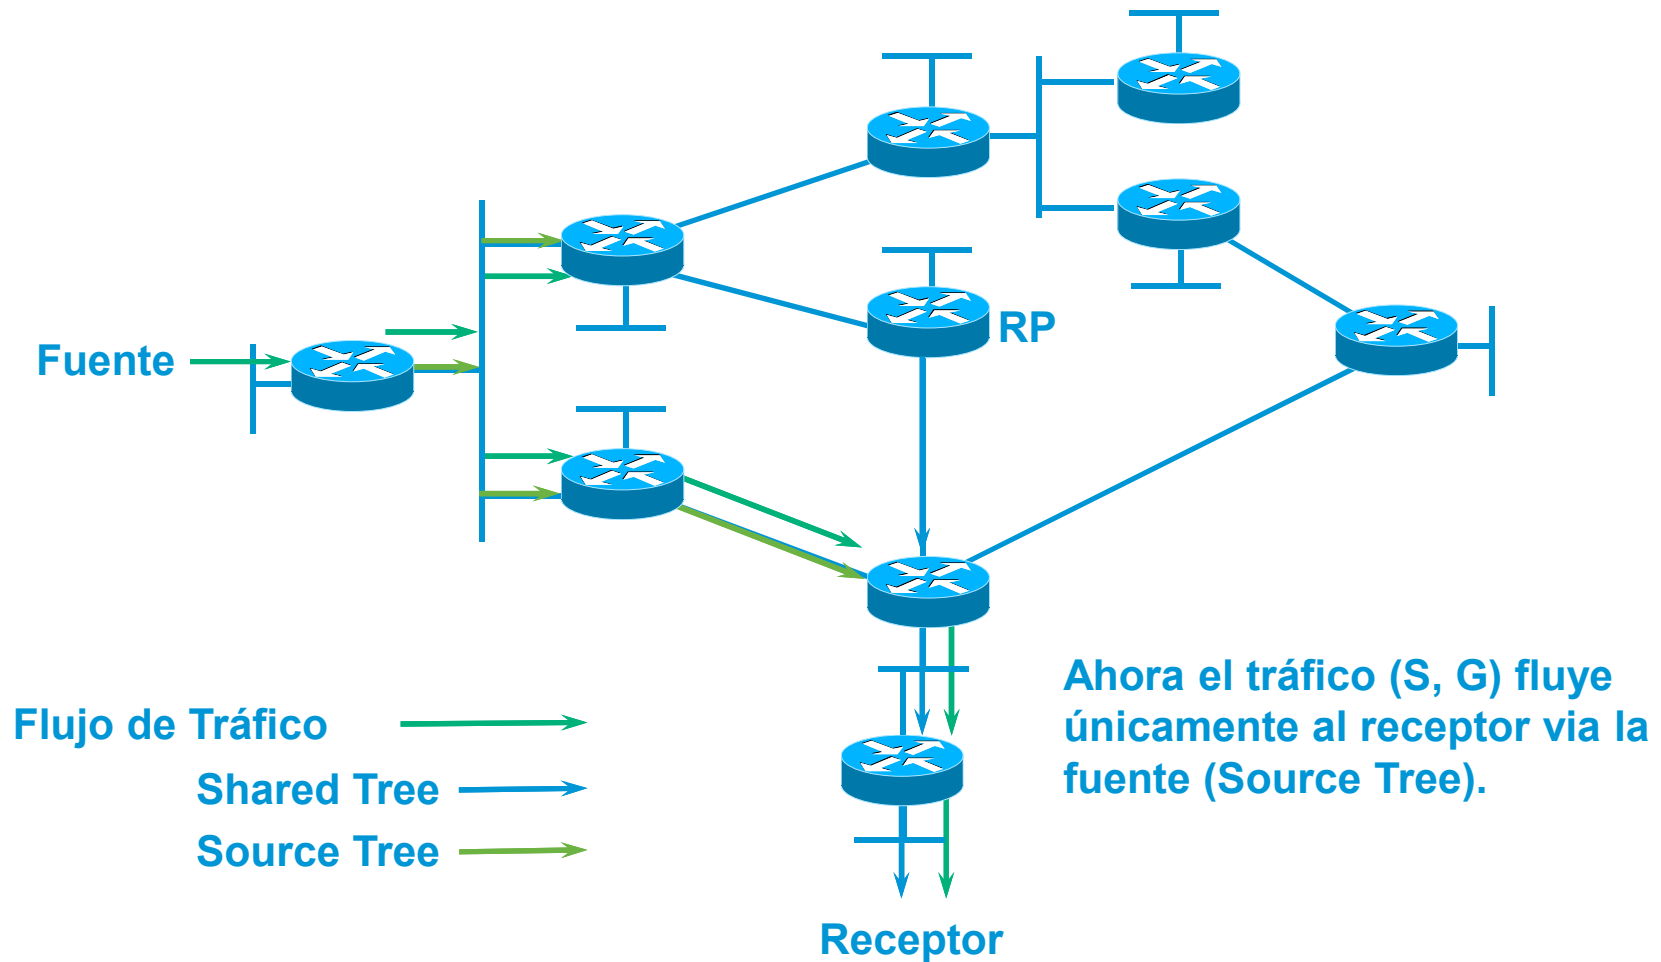 RP
Fuente
Ahora el tráfico (S, G) fluye
únicamente al receptor via la
fuente (Source Tree).
Flujo de Tráfico
Shared Tree
Source Tree
Receptor